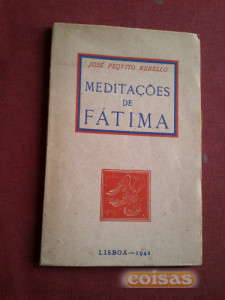 JOSÉ PEQUITO REBELLO
MEDITAÇÕES
DE
FÁTIMA
LISBOA—1942
coisas